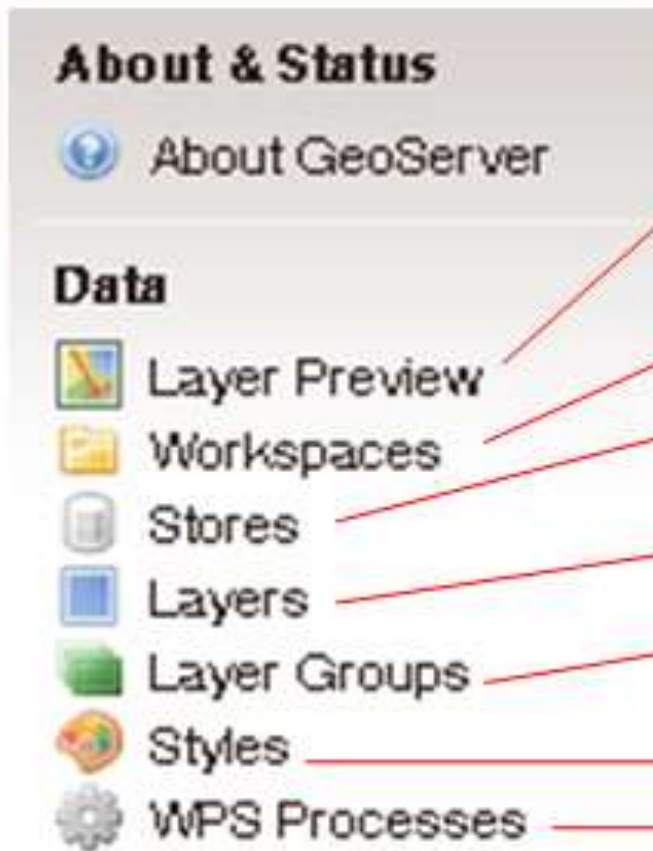 About & Status
About GeoServer
Data
Layer Preview
Workspaces
Stores
Layers
Layer Groups
Styles
WPS Processes